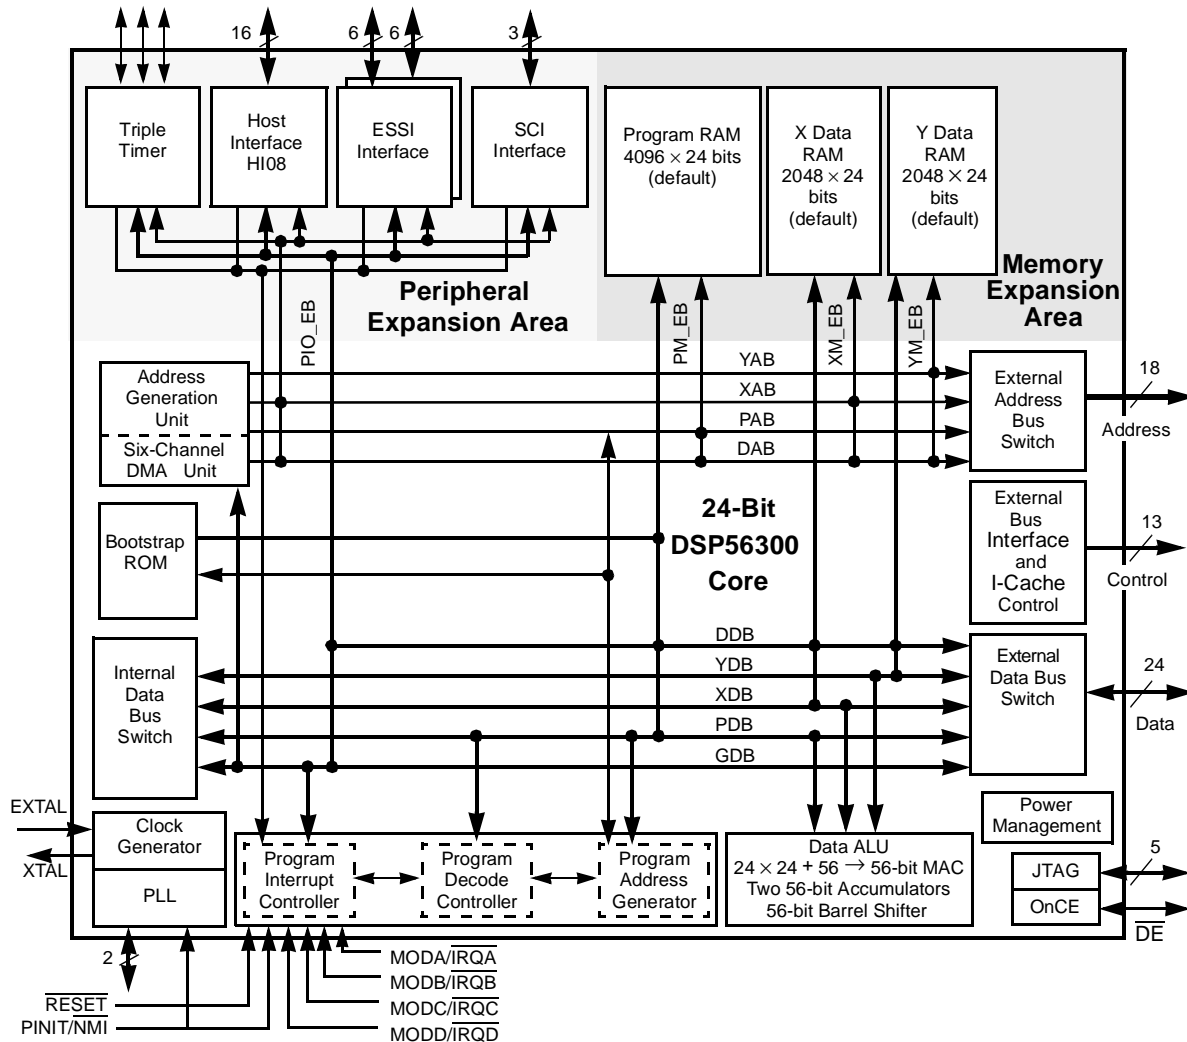 16
6
6
3
Triple
Timer
Host
Interface
HI08
ESSI
Interface
SCI
Interface
Program RAM
4096 × 24 bits
(default)
X Data
RAM
2048 × 24
bits
(default)
Y Data
RAM
2048 × 24
bits
(default)
Peripheral
Expansion Area
Memory
Expansion
Area
PIO_EB
PM_EB
XM_EB
YM_EB
Address
Generation
Unit
Six-Channel
DMA Unit
YAB
XAB
PAB
DAB
External
Address
Bus
Switch
18
Address
Bootstrap
ROM
24-Bit
DSP56300
Core
External
Bus
Interface
and
I-Cache
Control
13
Control
Internal
Data
Bus
Switch
DDB
YDB
XDB
PDB
GDB
External
Data Bus
Switch
24
Data
EXTAL
XTAL
Clock
Generator
PLL
2
Program
Interrupt
Controller
Program
Decode
Controller
Program
Address
Generator
Data ALU
24 × 24 + 56 → 56-bit MAC
Two 56-bit Accumulators
56-bit Barrel Shifter
Power
Management
JTAG
OnCE
5
DE
RESET
PINIT/NMI
MODA/IRQA
MODB/IRQB
MODC/IRQC
MODD/IRQD